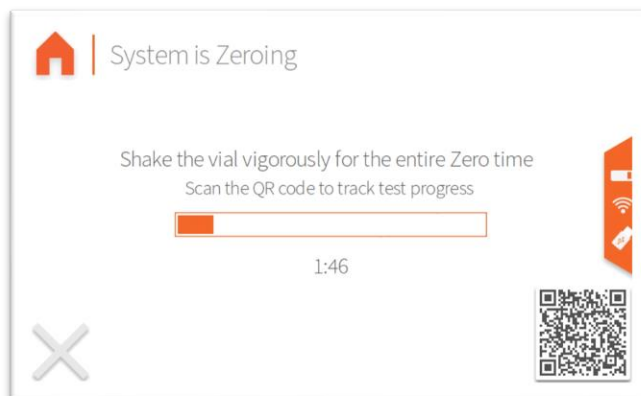 System is Zeroing
Shake the vial vigorously for the entire Zero time
Scan the QR code to track test progress
1:46